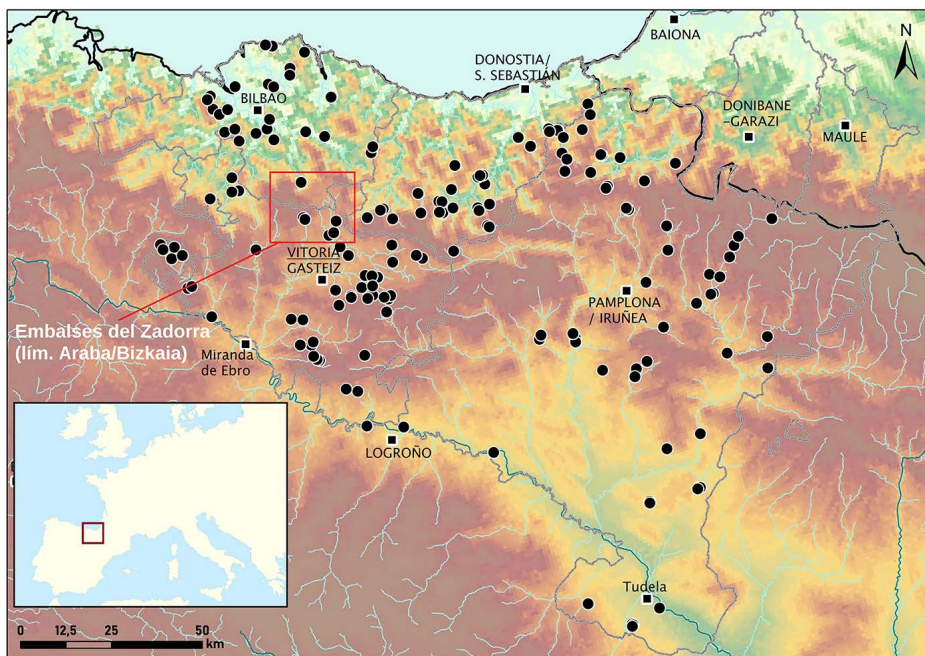 BAIONA
N
DONOSTIA/
S. SEBASTIÁN
BILBAO
DONIBANE
-GARAZI
MAULE
VITORIA
GASTEIZ
PAMPLONA
/ IRUÑEA
Embalses del Zadorra
(lím. Araba/Bizkaia)
Miranda
de Ebro
LOGROÑO
Tudela
0 12,5 25 50
km